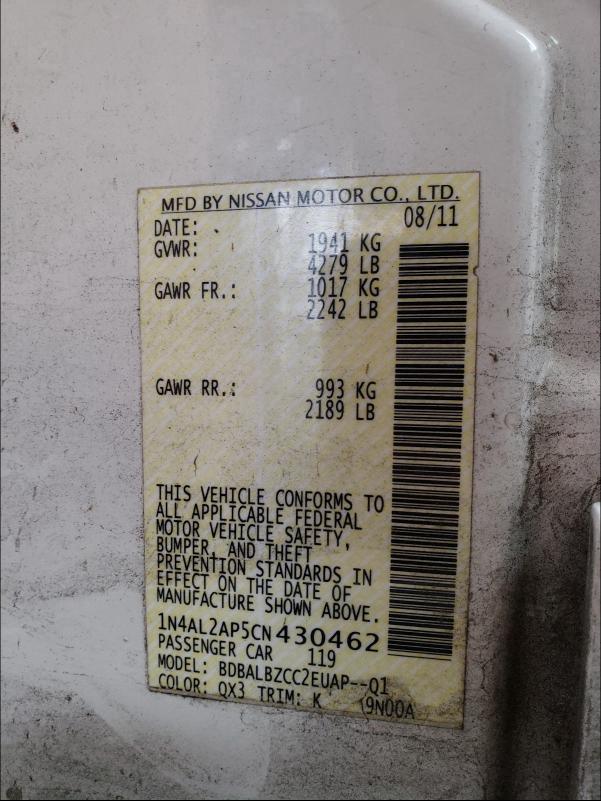 MFD BY NISSAN MOTOR CO., LTD.
DATE: 08/11
GVWR: 1941 KG
4279 LB
GAWR FR.: 1017 KG
2242 LB
GAWR RR.: 993 KG
2189 LB
THIS VEHICLE CONFORMS TO
ALL APPLICABLE FEDERAL
MOTOR VEHICLE SAFETY,
BUMPER, AND THEFT
PREVENTION STANDARDS IN
EFFECT ON THE DATE OF
MANUFACTURE SHOWN ABOVE.
1N4AL2AP5CN430462
PASSENGER CAR 119
MODEL: BDBALBZCC2EUAP--Q1
COLOR: QX3 TRIM: K (9N00A